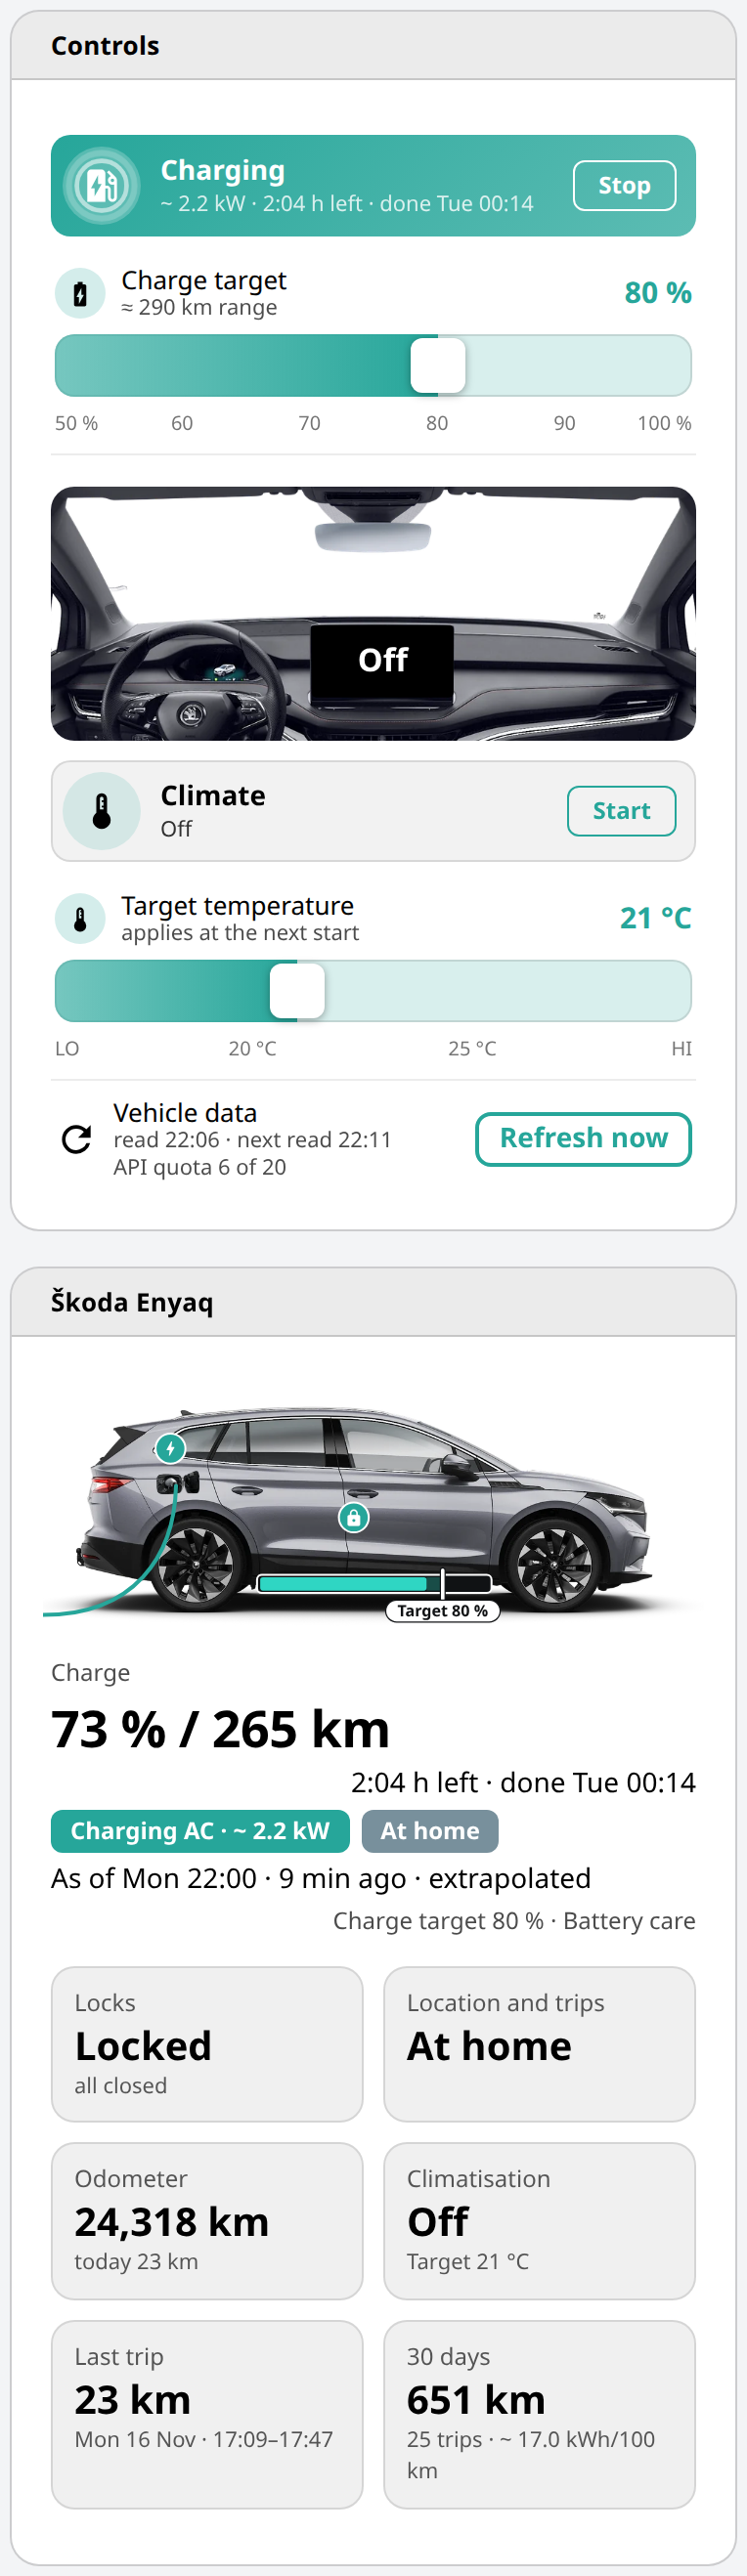 Controls
Charging
~ 2.2 kW · 2:04 h left · done Tue 00:14
Stop
Charge target
≈ 290 km range
80 %
50 % 60 70 80 90 100 %
Off
Climate
Off
Start
Target temperature
applies at the next start
21 °C
LO 20 °C 25 °C HI
Vehicle data
read 22:06 · next read 22:11
API quota 6 of 20
Refresh now
Škoda Enyaq
Target 80 %
Charge
73 % / 265 km
2:04 h left · done Tue 00:14
Charging AC · ~ 2.2 kW
At home
As of Mon 22:00 · 9 min ago · extrapolated
Charge target 80 % · Battery care
Locks
Locked
all closed
Location and trips
At home
Odometer
24,318 km
today 23 km
Climatisation
Off
Target 21 °C
Last trip
23 km
Mon 16 Nov · 17:09–17:47
30 days
651 km
25 trips · ~ 17.0 kWh/100
km